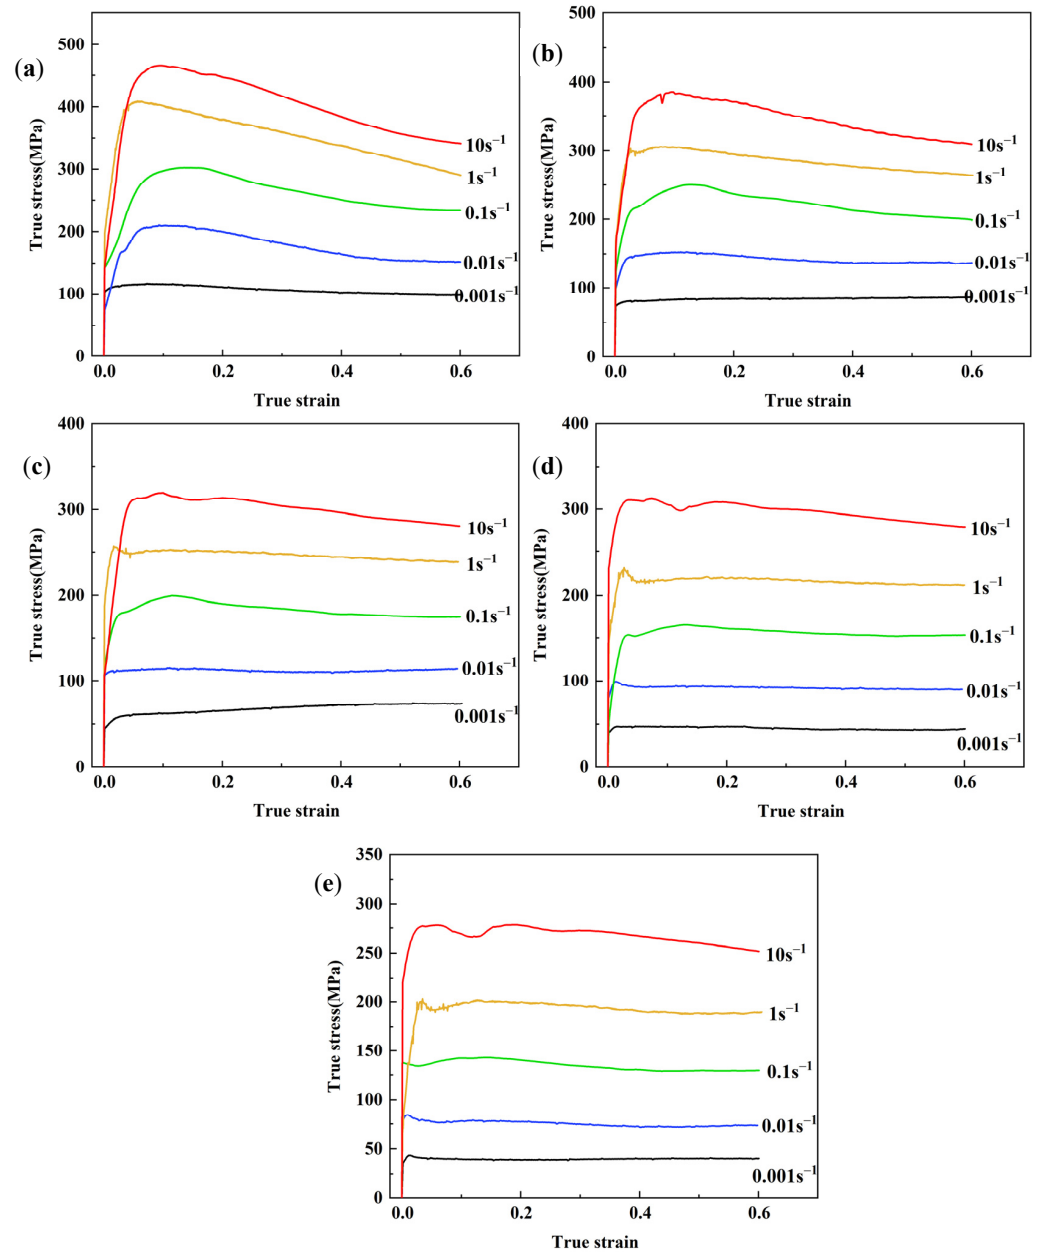 (a)
True stress(MPa)
500
400
300
200
100
0
0.0 0.2 0.4 0.6
True strain
10s⁻¹
1s⁻¹
0.1s⁻¹
0.01s⁻¹
0.001s⁻¹
(b)
True stress(MPa)
500
400
300
200
100
0
0.0 0.2 0.4 0.6
True strain
10s⁻¹
1s⁻¹
0.1s⁻¹
0.01s⁻¹
0.001s⁻¹
(c)
True stress(MPa)
400
300
200
100
0
0.0 0.2 0.4 0.6
True strain
10s⁻¹
1s⁻¹
0.1s⁻¹
0.01s⁻¹
0.001s⁻¹
(d)
True stress(MPa)
400
300
200
100
0
0.0 0.2 0.4 0.6
True strain
10s⁻¹
1s⁻¹
0.1s⁻¹
0.01s⁻¹
0.001s⁻¹
(e)
True stress(MPa)
350
300
250
200
150
100
50
0
0.0 0.2 0.4 0.6
True strain
10s⁻¹
1s⁻¹
0.1s⁻¹
0.01s⁻¹
0.001s⁻¹